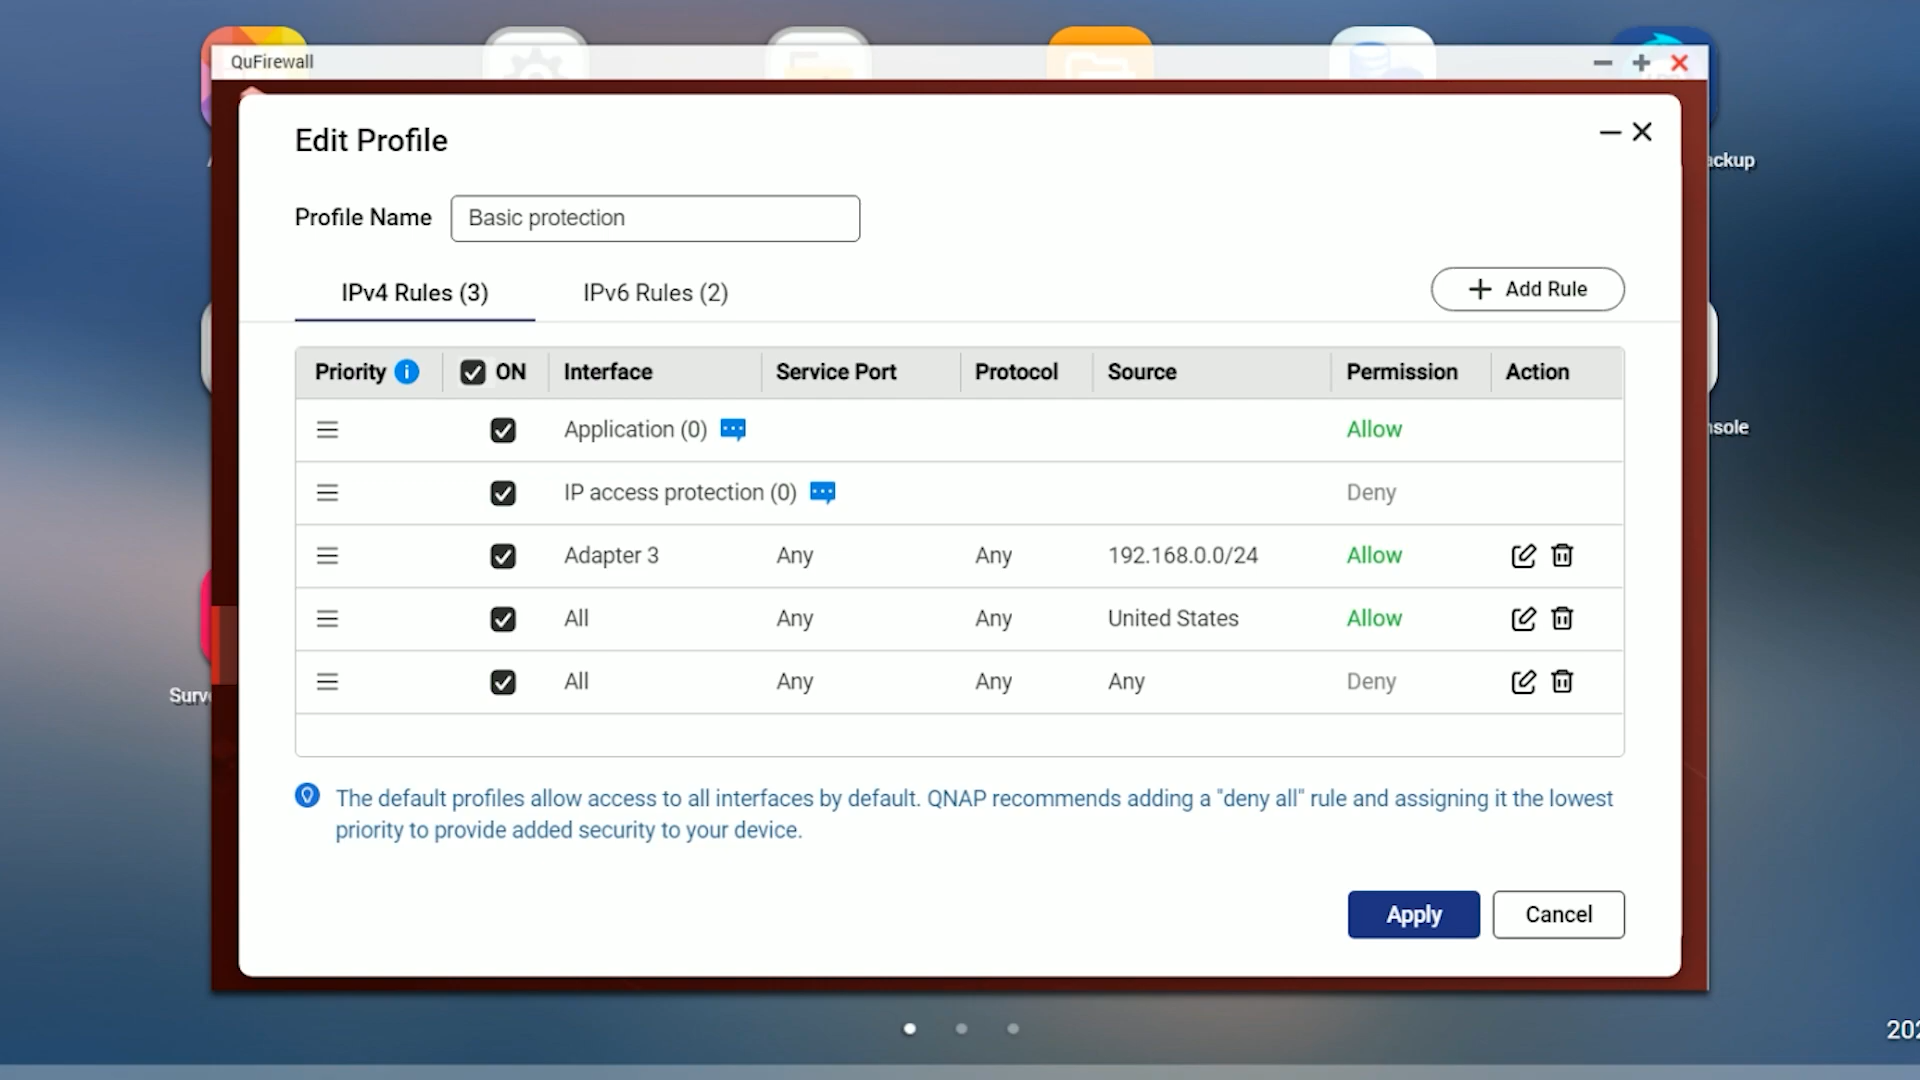 QuFirewall
Edit Profile
ackup
Profile Name Basic protection
IPv4 Rules (3) IPv6 Rules (2) Add Rule
Priority ON Interface Service Port Protocol Source Permission Action
Application (0) Allow
nsole
IP access protection (0) Deny
Adapter 3 Any Any 192.168.0.0/24 Allow
All Any Any United States Allow
All Any Any Any Deny
Surv
The default profiles allow access to all interfaces by default. QNAP recommends adding a "deny all" rule and assigning it the lowest
priority to provide added security to your device.
Apply Cancel
202